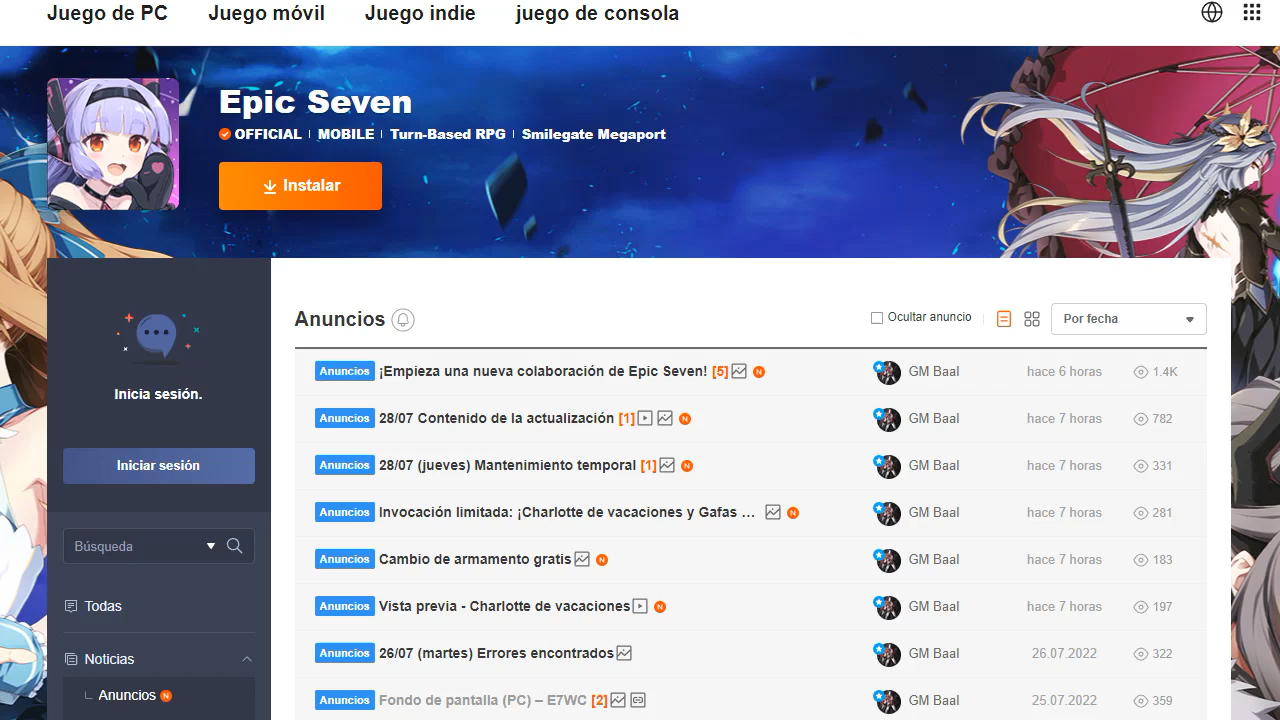 Juego de PC Juego móvil Juego indie juego de consola
Epic Seven
OFFICIAL MOBILE Turn-Based RPG Smilegate Megaport
Instalar
Inicia sesión.
Iniciar sesión
Búsqueda
Todas
Noticias
Anuncios N
Anuncios
Ocultar anuncio
Por fecha
Anuncios ¡Empieza una nueva colaboración de Epic Seven! [5] N GM Baal hace 6 horas 1.4K
Anuncios 28/07 Contenido de la actualización [1] N GM Baal hace 7 horas 782
Anuncios 28/07 (jueves) Mantenimiento temporal [1] N GM Baal hace 7 horas 331
Anuncios Invocación limitada: ¡Charlotte de vacaciones y Gafas ... N GM Baal hace 7 horas 281
Anuncios Cambio de armamento gratis N GM Baal hace 7 horas 183
Anuncios Vista previa - Charlotte de vacaciones N GM Baal hace 7 horas 197
Anuncios 26/07 (martes) Errores encontrados GM Baal 26.07.2022 322
Anuncios Fondo de pantalla (PC) – E7WC [2] GM Baal 25.07.2022 359